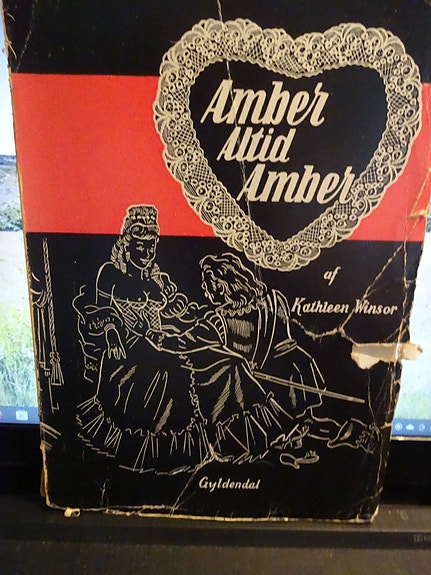 Amber
Altid
Amber
af
Kathleen Winsor
Gyldendal